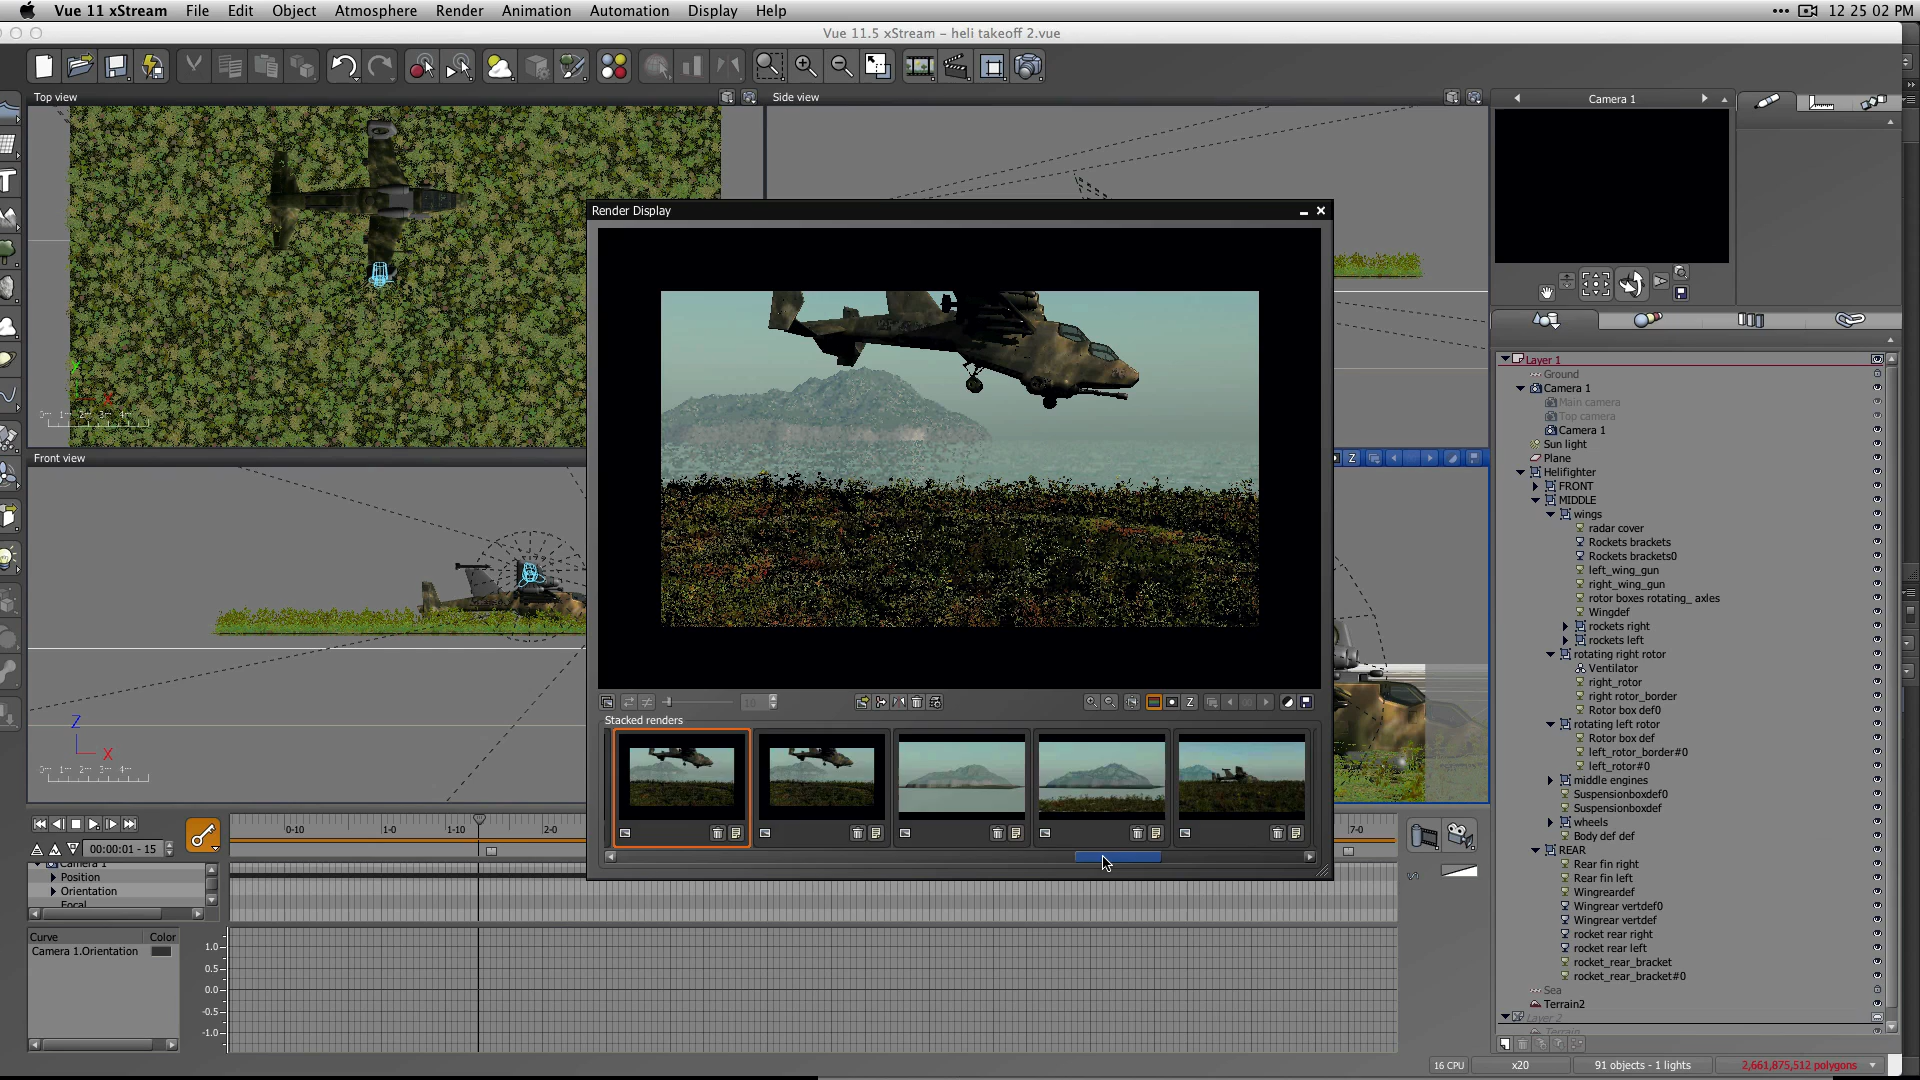 Vue 11 xStream File Edit Object Atmosphere Render Animation Automation Display Help 12 25 02 PM
Vue 11.5 xStream – heli takeoff 2.vue
Top view
Side view
Camera 1
Render Display
Front view
Z
X
Z
Stacked renders
Layer 1
Ground
Camera 1
Main camera
Top camera
Camera 1
Sun light
Plane
Helifighter
FRONT
MIDDLE
wings
radar cover
Rockets brackets
Rockets brackets0
left_wing_gun
right_wing_gun
rotor boxes rotating_ axles
Wingdef
rockets right
rockets left
rotating right rotor
Ventilator
right_rotor
right rotor_border
Rotor box def0
rotating left rotor
Rotor box def
left_rotor_border#0
left_rotor#0
middle engines
Suspensionboxdef0
Suspensionboxdef
wheels
Body def def
REAR
Rear fin right
Rear fin left
Wingreardef
Wingrear vertdef0
Wingrear vertdef
rocket rear right
rocket rear left
rocket_rear_bracket
rocket_rear_bracket#0
Sea
Terrain2
Layer 2
Terrain
0-10 1-0 1-10 2-0 7-0
00:00:01 - 15
Camera 1
Position
Orientation
Focal
Curve Color
Camera 1.Orientation
1.0
0.5
0.0
-0.5
-1.0
16 CPU x20 91 objects - 1 lights 2,661,875,512 polygons